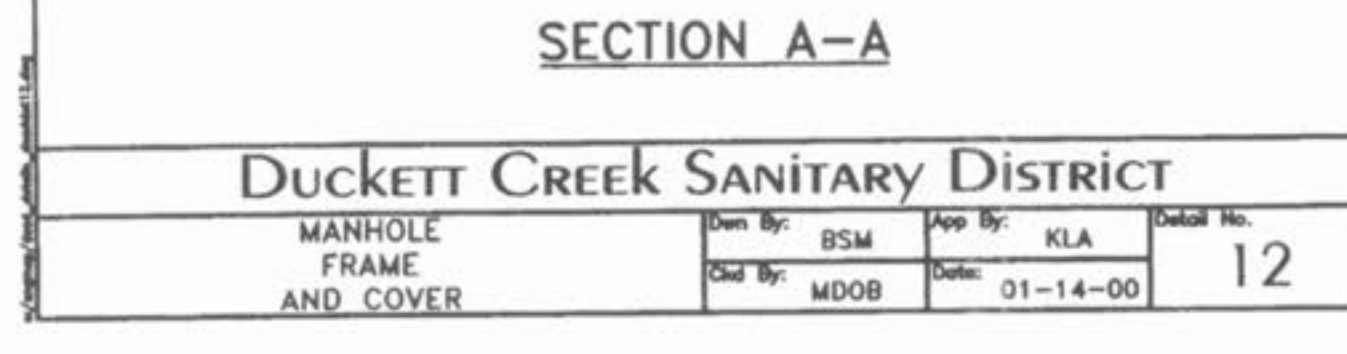 SECTION A-A
Duckett Creek Sanitary District
MANHOLE
FRAME
AND COVER
Dwn By: BSM
App By: KLA
Detail No. 12
Ckd By: MDOB
Date: 01-14-00